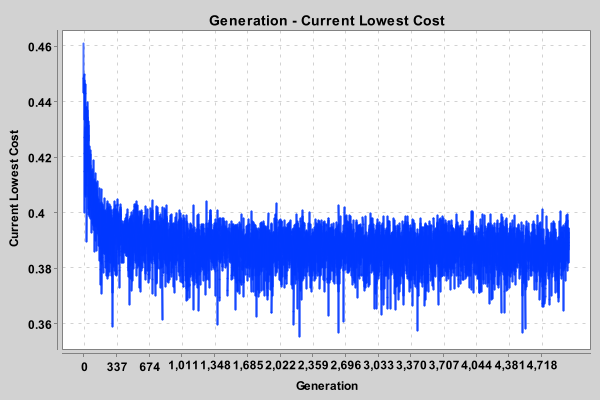 Generation - Current Lowest Cost
0.46
0.44
0.42
0.4
0.38
0.36
Current Lowest Cost
0 337 674 1,011 1,348 1,685 2,022 2,359 2,696 3,033 3,370 3,707 4,044 4,381 4,718
Generation